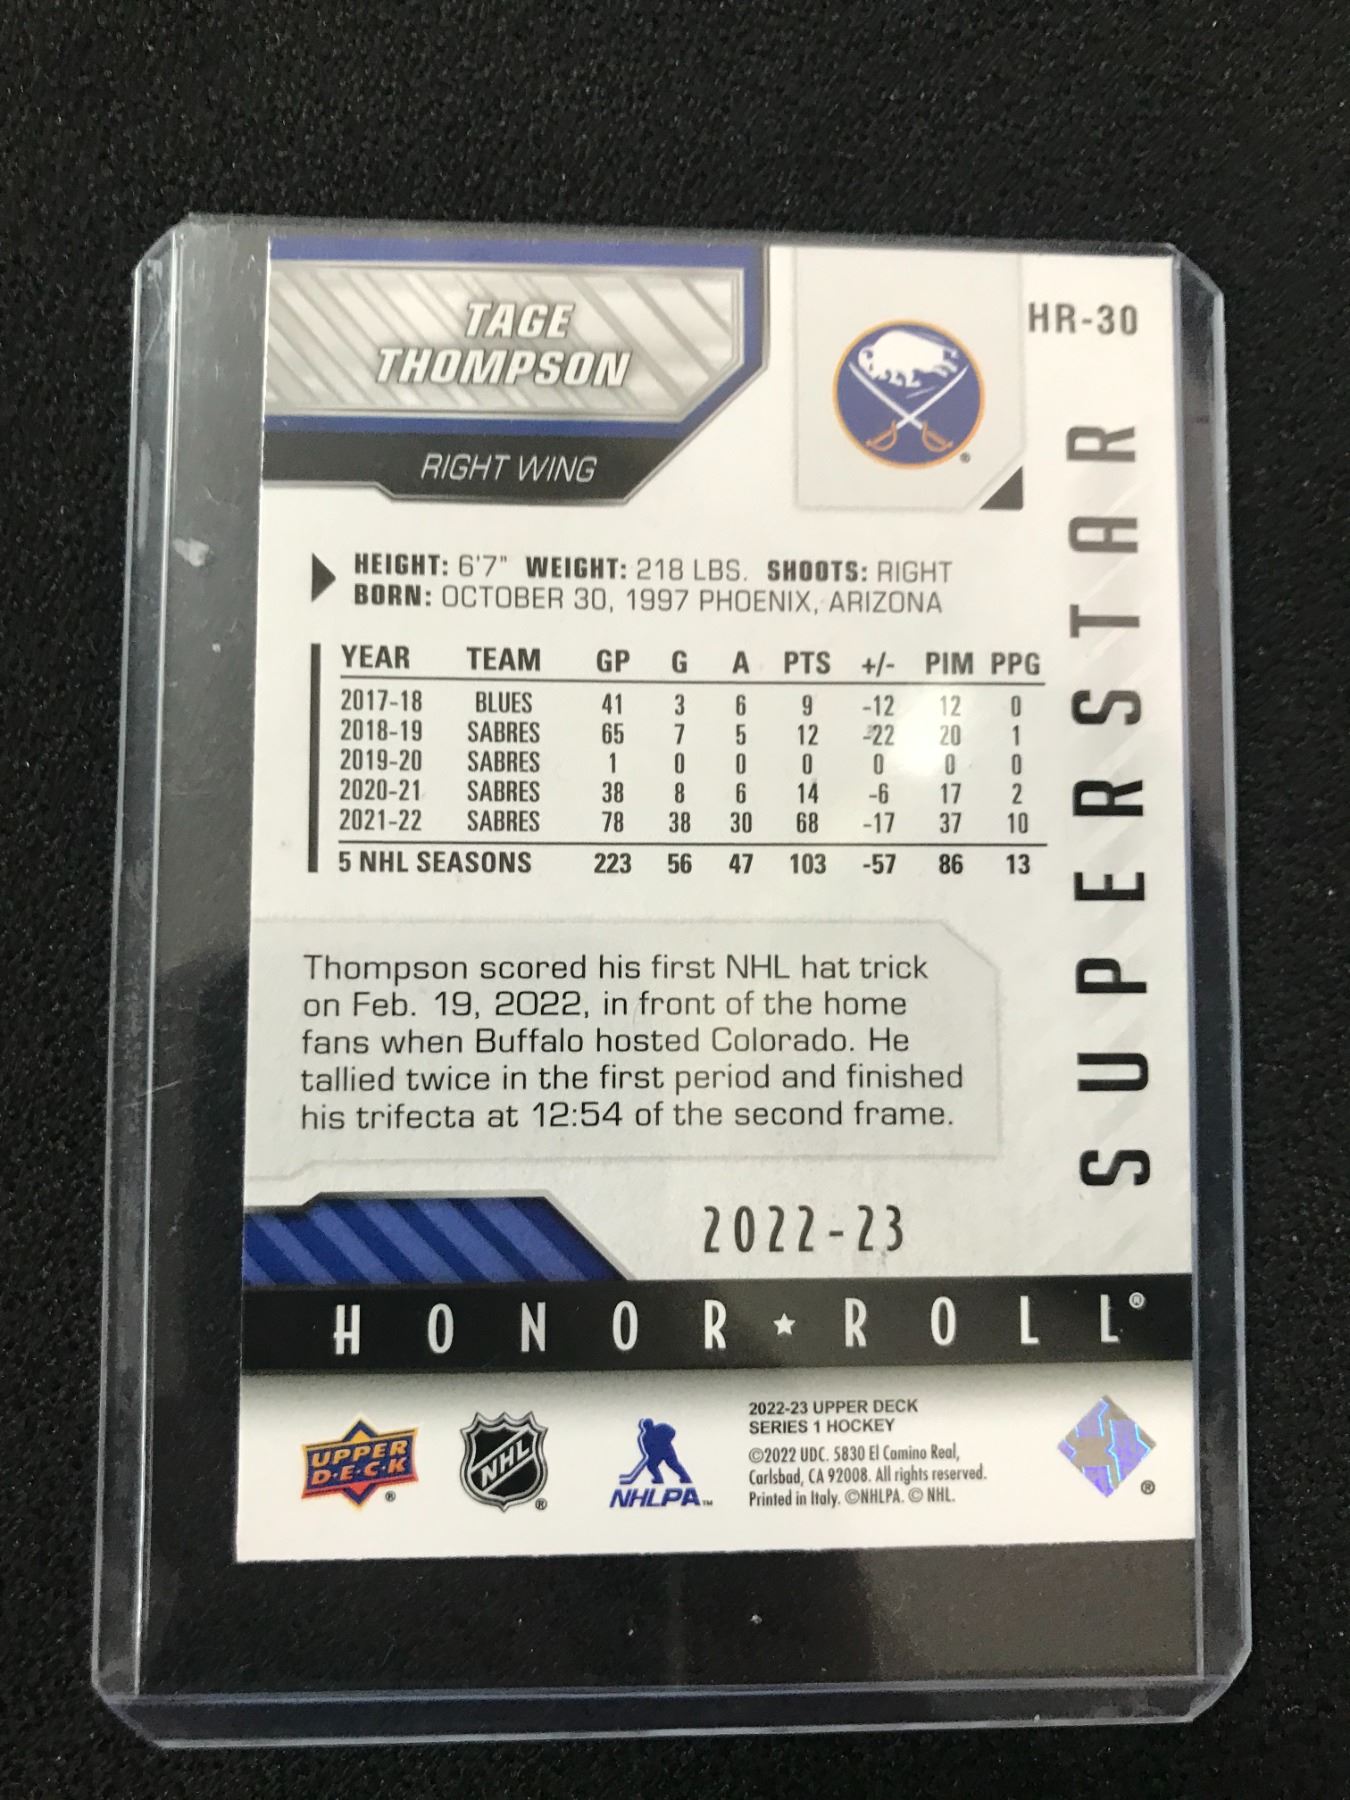 TAGE
THOMPSON
RIGHT WING
HR-30
SUPERSTAR
HEIGHT: 6'7" WEIGHT: 218 LBS. SHOOTS: RIGHT
BORN: OCTOBER 30, 1997 PHOENIX, ARIZONA
YEAR TEAM GP G A PTS +/- PIM PPG
2017-18 BLUES 41 3 6 9 -12 12 0
2018-19 SABRES 65 7 5 12 -22 20 1
2019-20 SABRES 1 0 0 0 0 0 0
2020-21 SABRES 38 8 6 14 -6 17 2
2021-22 SABRES 78 38 30 68 -17 37 10
5 NHL SEASONS 223 56 47 103 -57 86 13
Thompson scored his first NHL hat trick
on Feb. 19, 2022, in front of the home
fans when Buffalo hosted Colorado. He
tallied twice in the first period and finished
his trifecta at 12:54 of the second frame.
2022-23
HONOR ★ ROLL®
UPPER
D•E•C•K ®
NHL ®
NHLPA™
2022-23 UPPER DECK
SERIES 1 HOCKEY
©2022 UDC. 5830 El Camino Real,
Carlsbad, CA 92008. All rights reserved.
Printed in Italy. ©NHLPA. © NHL.
®